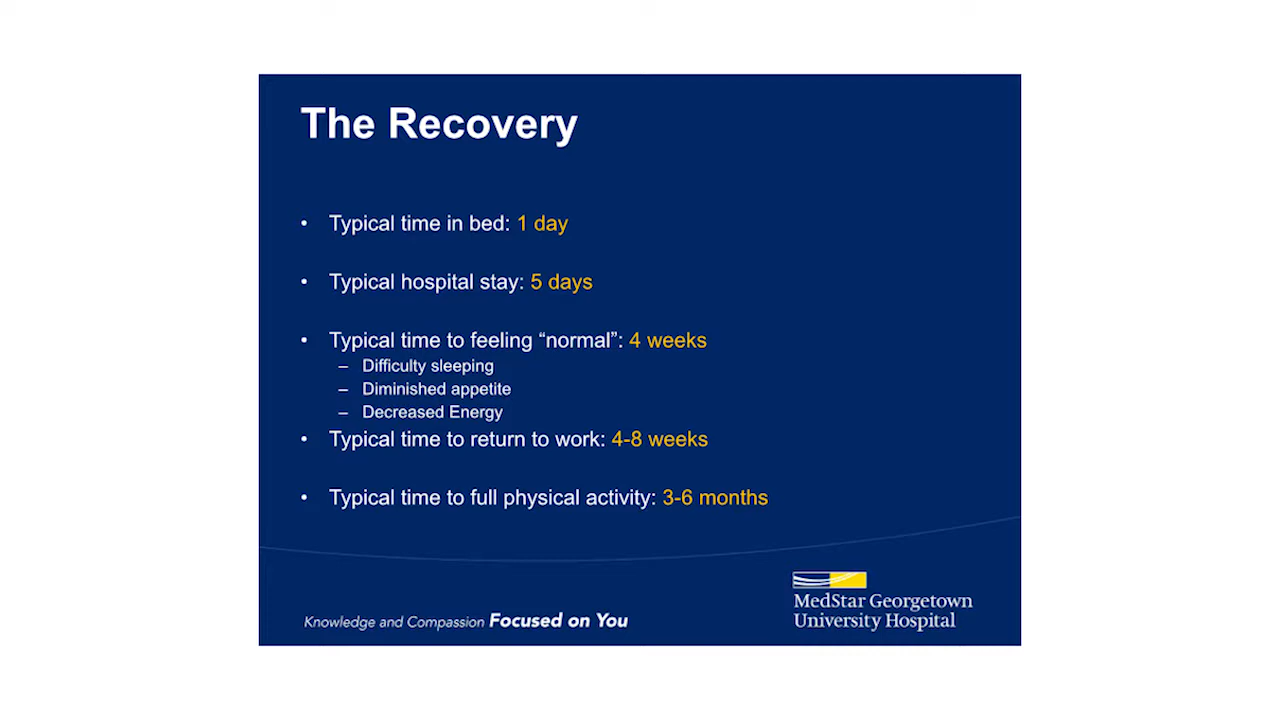 The Recovery
• Typical time in bed: 1 day
• Typical hospital stay: 5 days
• Typical time to feeling “normal”: 4 weeks
– Difficulty sleeping
– Diminished appetite
– Decreased Energy
• Typical time to return to work: 4-8 weeks
• Typical time to full physical activity: 3-6 months
Knowledge and Compassion Focused on You
MedStar Georgetown
University Hospital